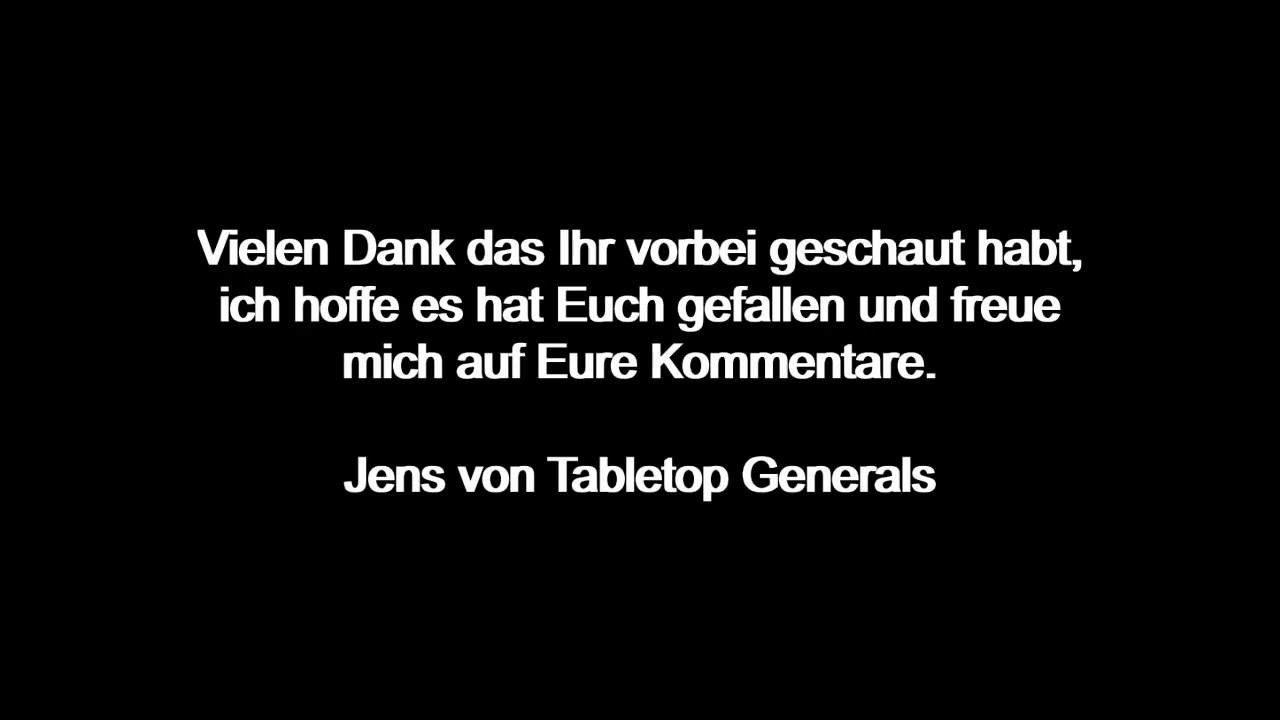 Vielen Dank das Ihr vorbei geschaut habt,
ich hoffe es hat Euch gefallen und freue
mich auf Eure Kommentare.
Jens von Tabletop Generals